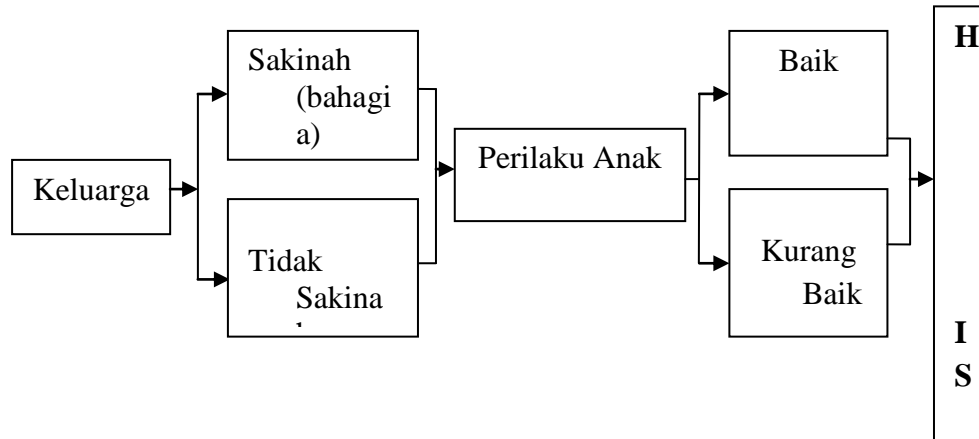 Keluarga
Sakinah
(bahagi
a)
Tidak
Sakina
Perilaku Anak
Baik
Kurang
Baik
H
I
S